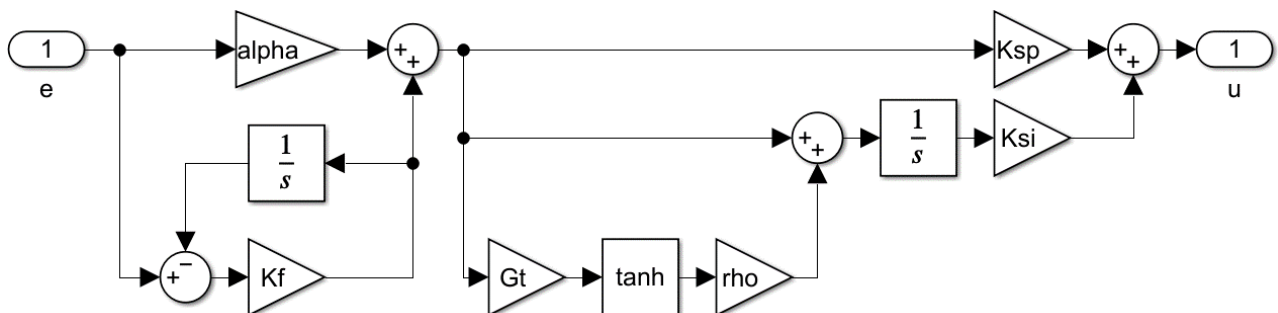 1
e
alpha
+
+
Ksp
+
+
1
u
1
s
+
+
1
s
Ksi
+
−
Kf
Gt
tanh
rho